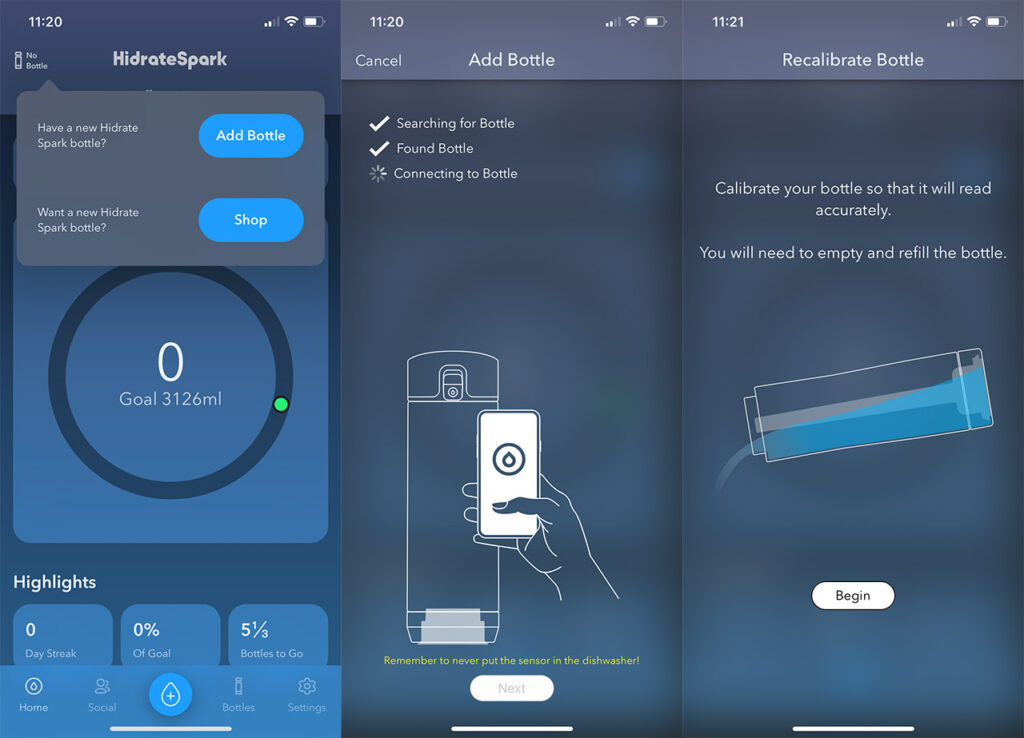 11:20
No
Bottle
HidrateSpark
Have a new Hidrate
Spark bottle?
Add Bottle
Want a new Hidrate
Spark bottle?
Shop
0
Goal 3126ml
Highlights
0
Day Streak
0%
Of Goal
5⅓
Bottles to Go
Home
Social
Bottles
Settings
11:20
Cancel
Add Bottle
Searching for Bottle
Found Bottle
Connecting to Bottle
Remember to never put the sensor in the dishwasher!
Next
11:21
Recalibrate Bottle
Calibrate your bottle so that it will read
accurately.
You will need to empty and refill the bottle.
Begin